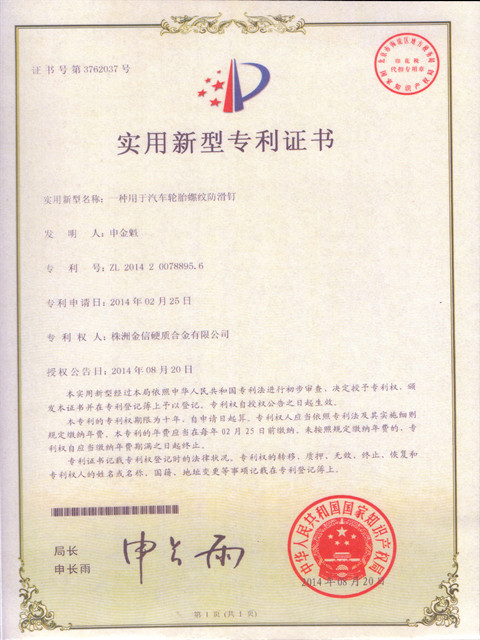 证书号第3762037号
实用新型专利证书
实用新型名称：一种用于汽车轮胎螺纹防滑钉
发 明 人：申金魁
专 利 号：ZL 2014 2 0078895.6
专利申请日：2014年02月25日
专 利 权 人：株洲金信硬质合金有限公司
授权公告日：2014年08月20日
本实用新型经过本局依照中华人民共和国专利法进行初步审查，决定授予专利权，颁
发本证书并在专利登记簿上予以登记。专利权自授权公告之日起生效。
本专利的专利权期限为十年，自申请日起算。专利权人应当依照专利法及其实施细则
规定缴纳年费。本专利的年费应当在每年02月25日前缴纳。未按照规定缴纳年费的，专
利权自应当缴纳年费期满之日起终止。
专利证书记载专利权登记时的法律状况。专利权的转移、质押、无效、终止、恢复和
专利权人的姓名或名称、国籍、地址变更等事项记载在专利登记簿上。
局长
申长雨
申长雨
中华人民共和国国家知识产权局
2014年08月20日
第1页(共1页)